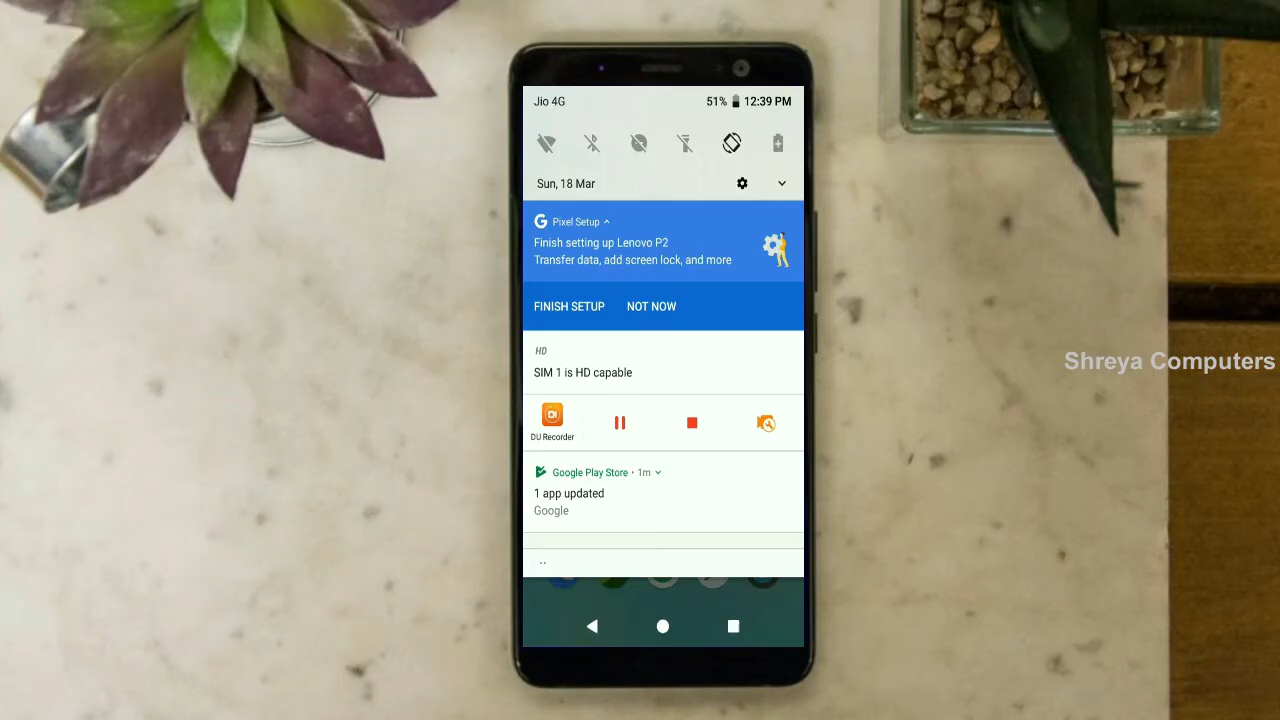 Jio 4G
51% 12:39 PM
Sun, 18 Mar
Pixel Setup
Finish setting up Lenovo P2
Transfer data, add screen lock, and more
FINISH SETUP NOT NOW
HD
SIM 1 is HD capable
DU Recorder
Google Play Store • 1m
1 app updated
Google
Shreya Computers